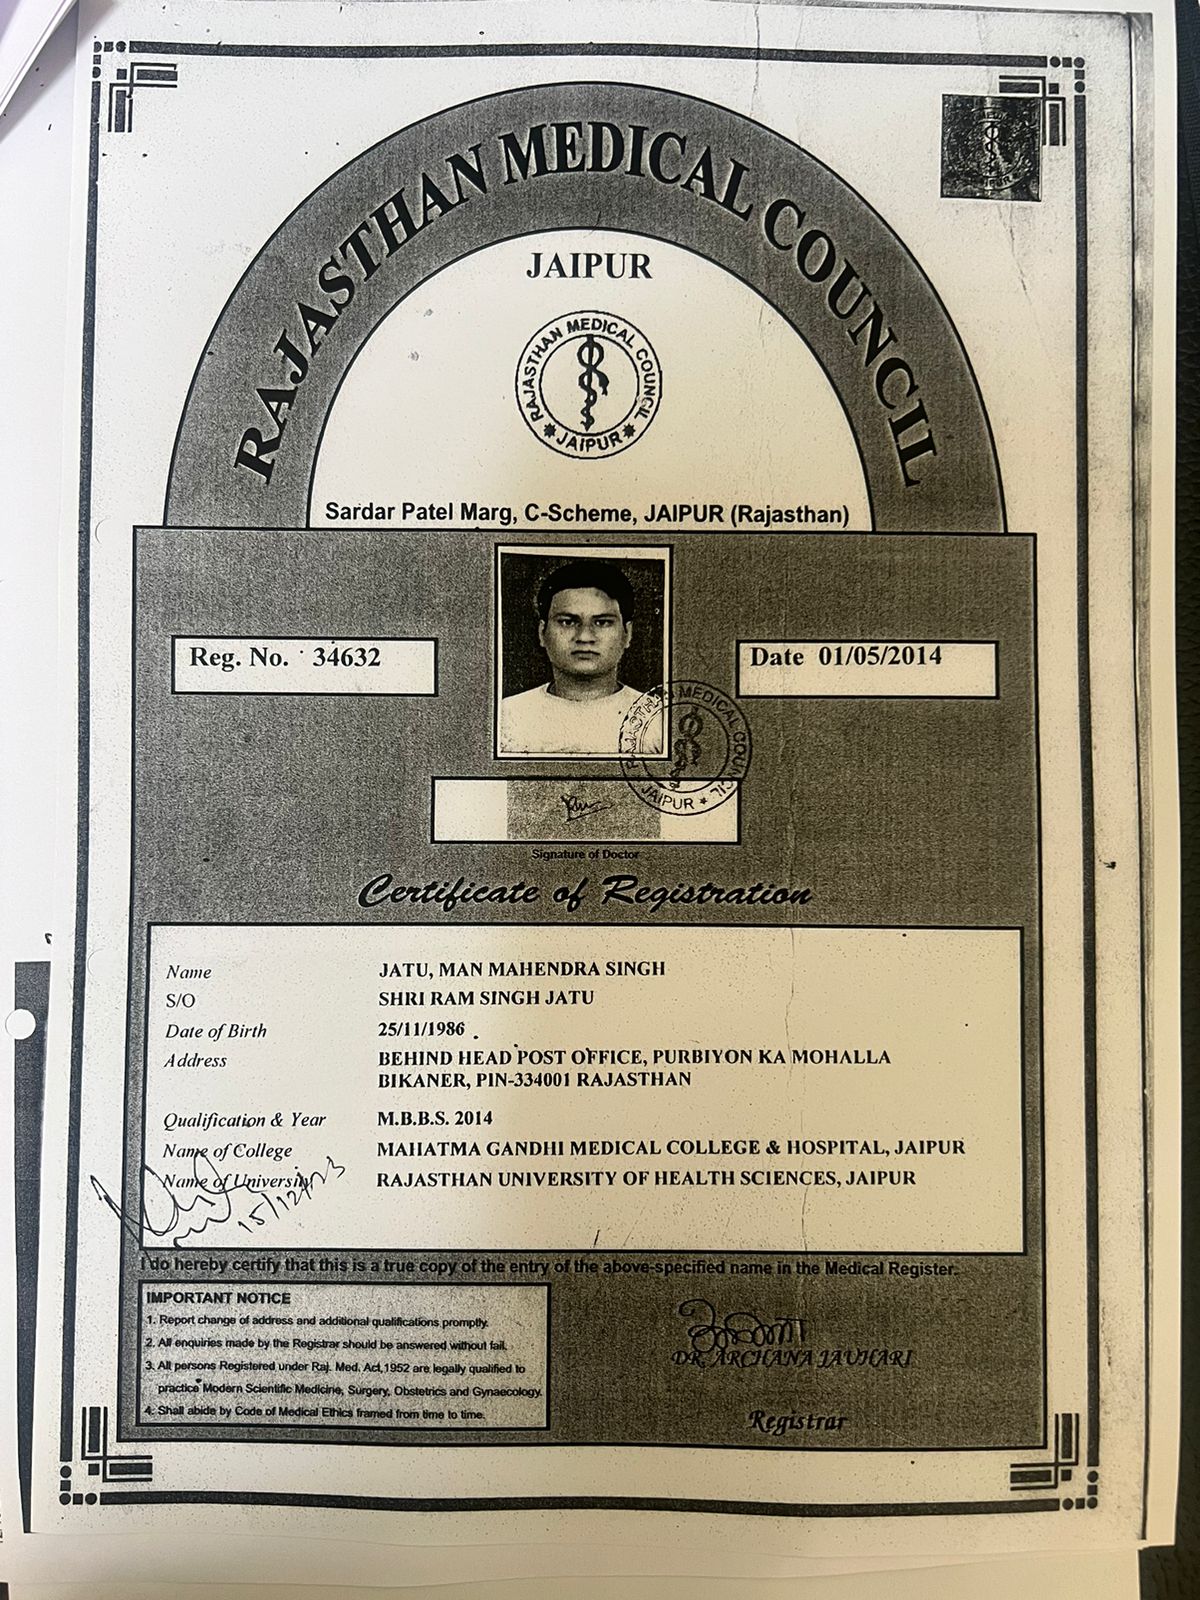 RAJASTHAN MEDICAL COUNCIL
JAIPUR
RAJASTHAN MEDICAL COUNCIL
JAIPUR
Sardar Patel Marg, C-Scheme, JAIPUR (Rajasthan)
Reg. No. 34632
Date 01/05/2014
RAJASTHAN MEDICAL COUNCIL
JAIPUR
Signature of Doctor
Certificate of Registration
Name JATU, MAN MAHENDRA SINGH
S/O SHRI RAM SINGH JATU
Date of Birth 25/11/1986
Address BEHIND HEAD POST OFFICE, PURBIYON KA MOHALLA
BIKANER, PIN-334001 RAJASTHAN
Qualification & Year M.B.B.S. 2014
Name of College MAHATMA GANDHI MEDICAL COLLEGE & HOSPITAL, JAIPUR
Name of University RAJASTHAN UNIVERSITY OF HEALTH SCIENCES, JAIPUR
15/12/23
I do hereby certify that this is a true copy of the entry of the above-specified name in the Medical Register.
IMPORTANT NOTICE
1. Report change of address and additional qualifications promptly.
2. All enquiries made by the Registrar should be answered without fail.
3. All persons Registered under Raj. Med. Act,1952 are legally qualified to
practice Modern Scientific Medicine, Surgery, Obstetrics and Gynaecology.
4. Shall abide by Code of Medical Ethics framed from time to time.
DR. ARCHANA JAUHARI
Registrar